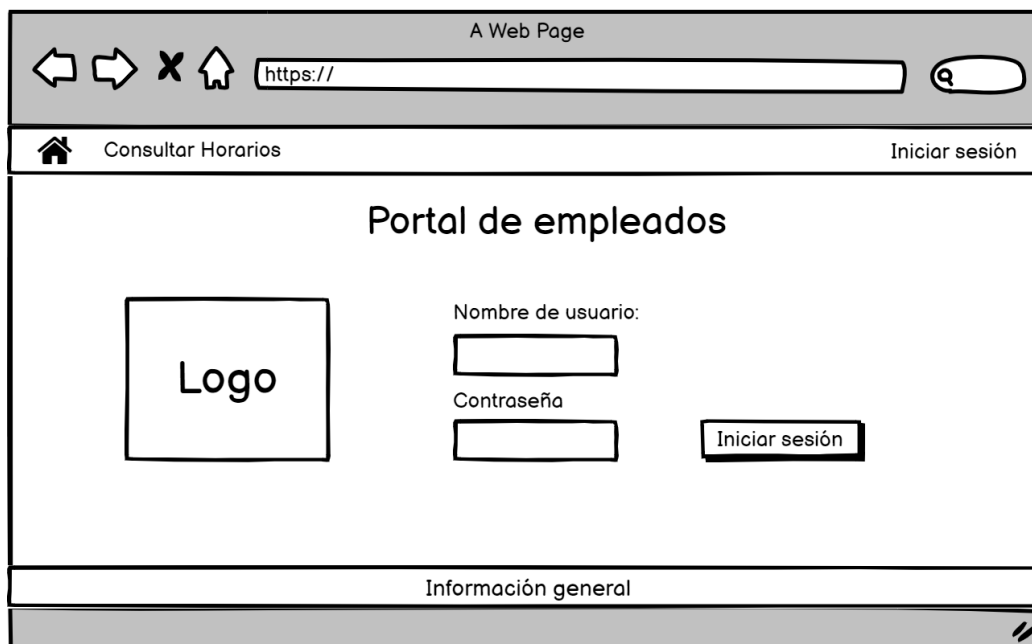 A Web Page
https://
Consultar Horarios
Iniciar sesión
Portal de empleados
Logo
Nombre de usuario:
Contraseña
Iniciar sesión
Información general